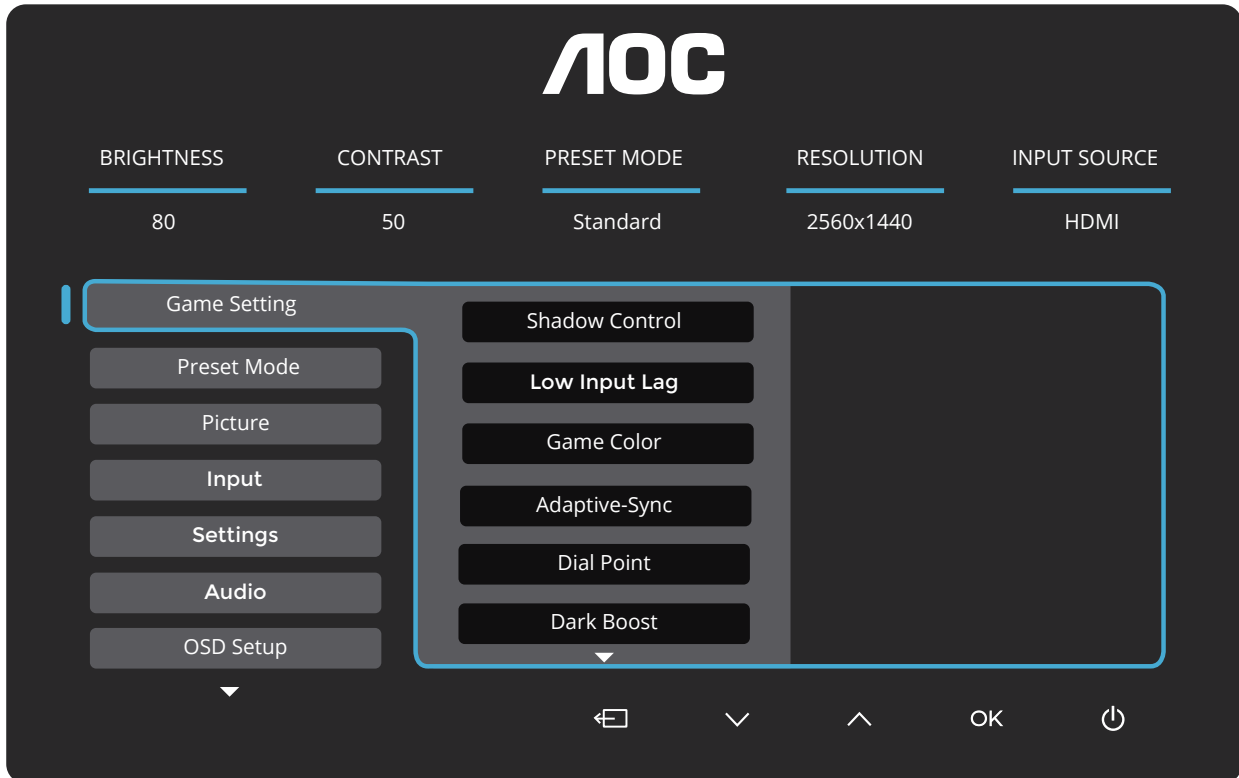 AOC
BRIGHTNESS CONTRAST PRESET MODE RESOLUTION INPUT SOURCE
80 50 Standard 2560x1440 HDMI
Game Setting
Preset Mode
Picture
Input
Settings
Audio
OSD Setup
Shadow Control
Low Input Lag
Game Color
Adaptive-Sync
Dial Point
Dark Boost
OK